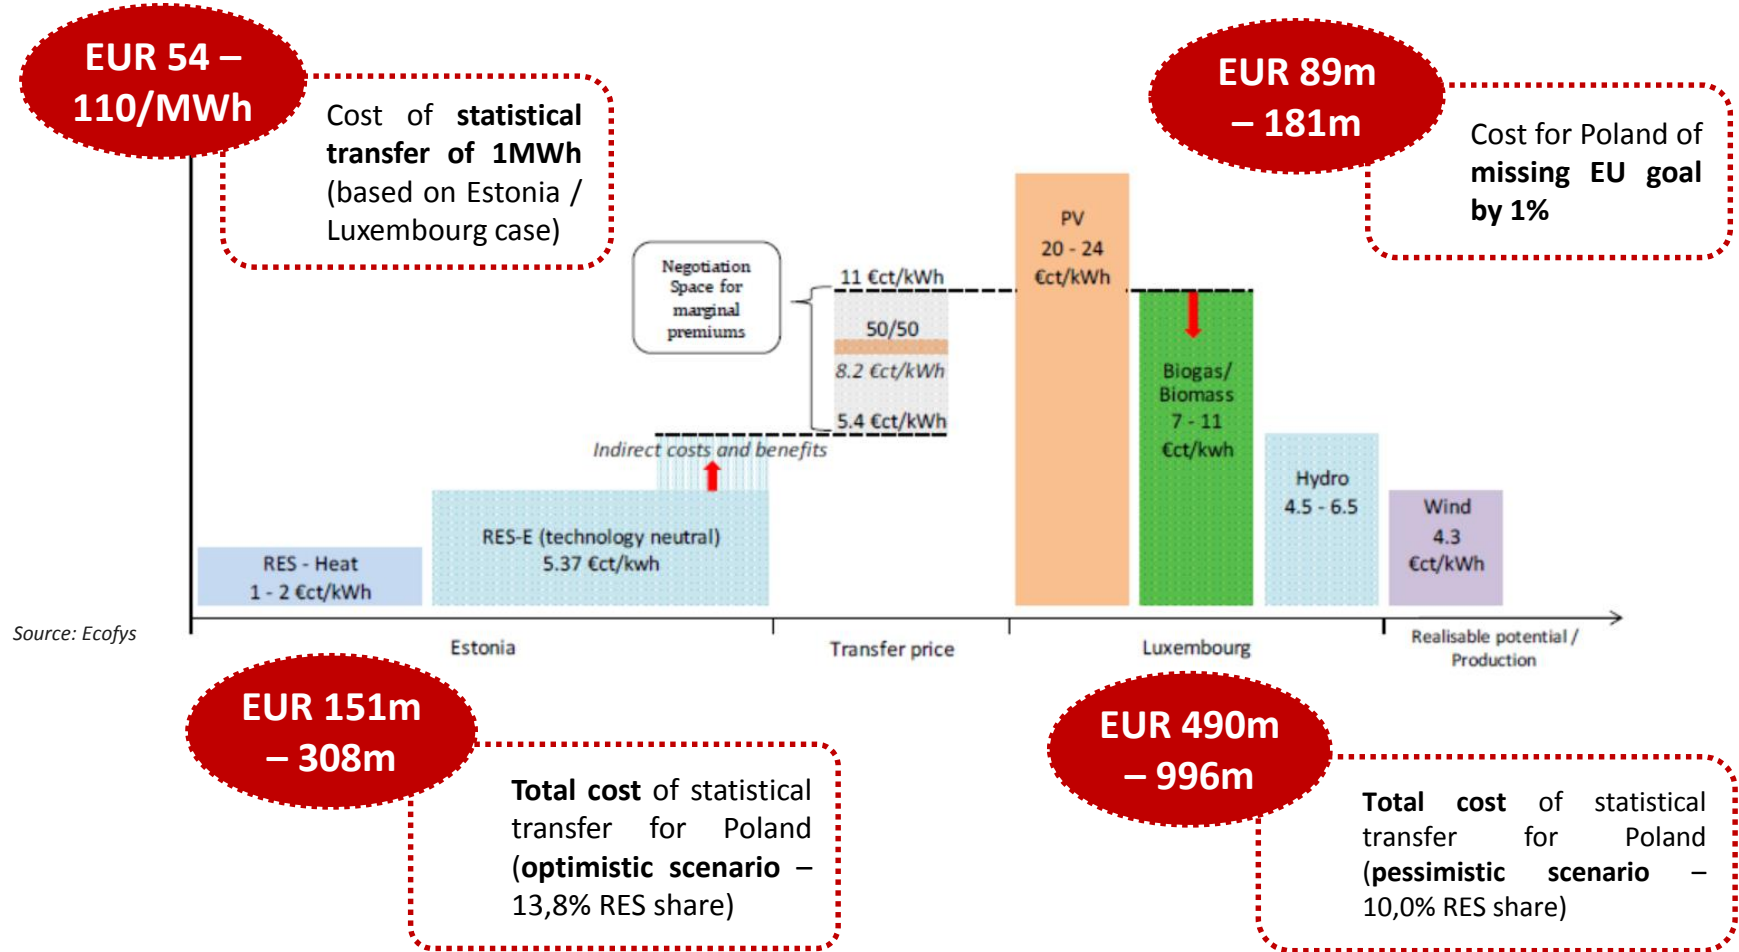 EUR 54 –
110/MWh
Cost of statistical
transfer of 1MWh
(based on Estonia /
Luxembourg case)
EUR 89m
– 181m
Cost for Poland of
missing EU goal
by 1%
Negotiation
Space for
marginal
premiums
11 €ct/kWh
50/50
8.2 €ct/kWh
5.4 €ct/kWh
Indirect costs and benefits
RES - Heat
1 - 2 €ct/kWh
RES-E (technology neutral)
5.37 €ct/kwh
PV
20 - 24
€ct/kWh
Biogas/
Biomass
7 - 11
€ct/kwh
Hydro
4.5 - 6.5
Wind
4.3
€ct/kWh
Source: Ecofys
Estonia
Transfer price
Luxembourg
Realisable potential /
Production
EUR 151m
– 308m
Total cost of statistical
transfer for Poland
(optimistic scenario –
13,8% RES share)
EUR 490m
– 996m
Total cost of statistical
transfer for Poland
(pessimistic scenario –
10,0% RES share)